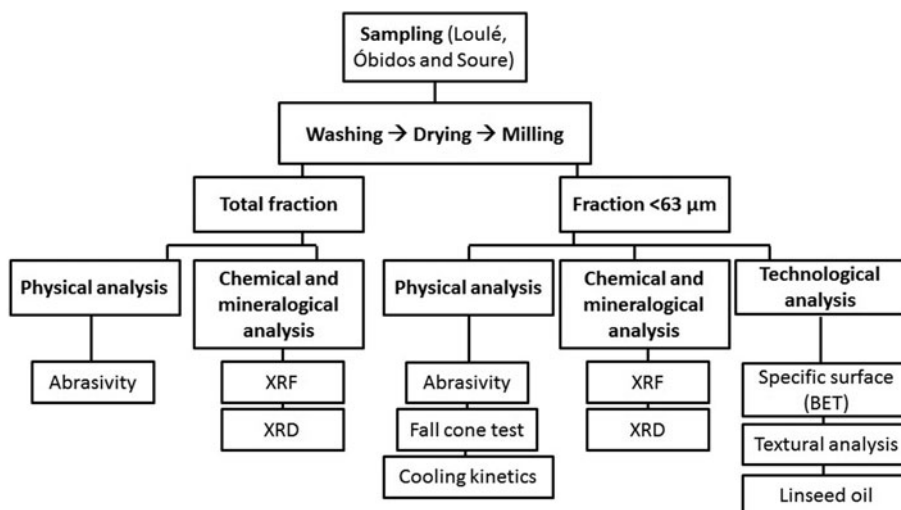 Sampling (Loulé,
Óbidos and Soure)
Washing → Drying → Milling
Total fraction
Fraction <63 µm
Physical analysis
Chemical and
mineralogical
analysis
Physical analysis
Chemical and
mineralogical
analysis
Technological
analysis
Abrasivity
XRF
XRD
Abrasivity
Fall cone test
Cooling kinetics
XRF
XRD
Specific surface
(BET)
Textural analysis
Linseed oil